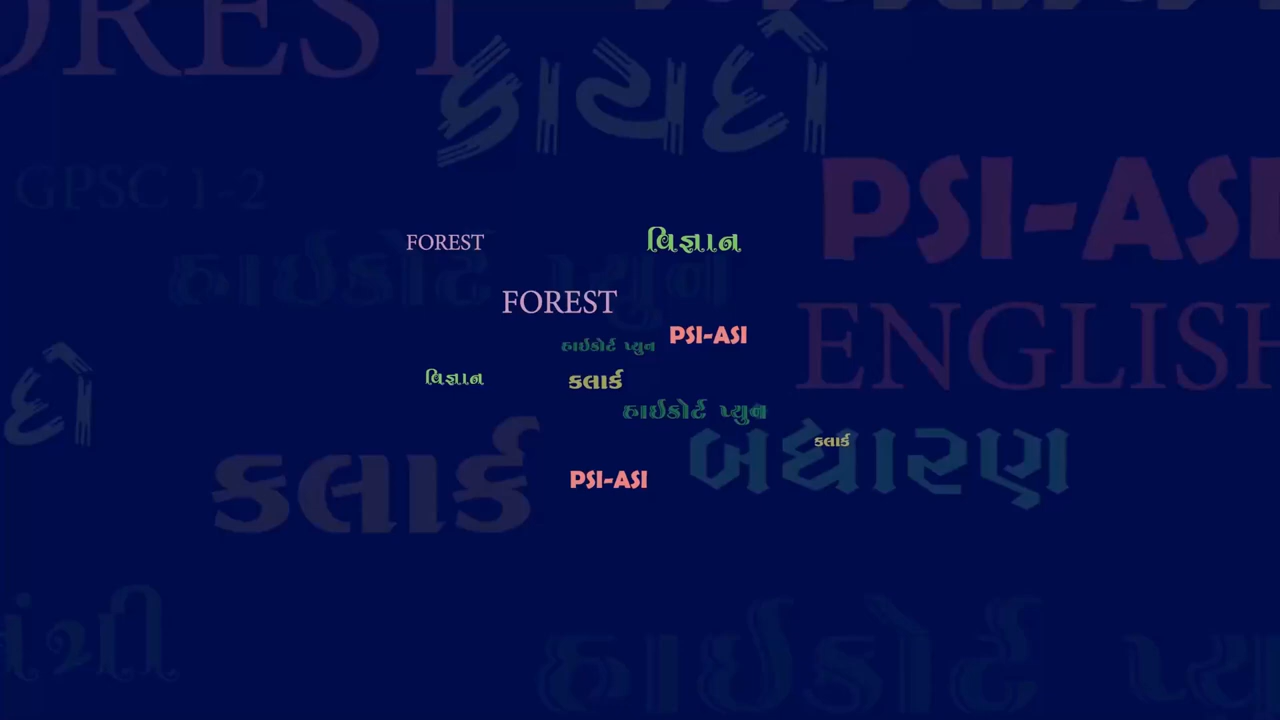 FOREST
કાયદો
PSI-ASI
GPSC 1-2
FOREST
વિજ્ઞાન
હાઈકોર્ટ પ્યુન
FOREST
ENGLISH
PSI-ASI
હાઈકોર્ટ પ્યુન
વિજ્ઞાન
કલાર્ક
હાઈકોર્ટ પ્યુન
કલાર્ક
બધારણ
કલાર્ક
PSI-ASI
હાઈકોર્ટ